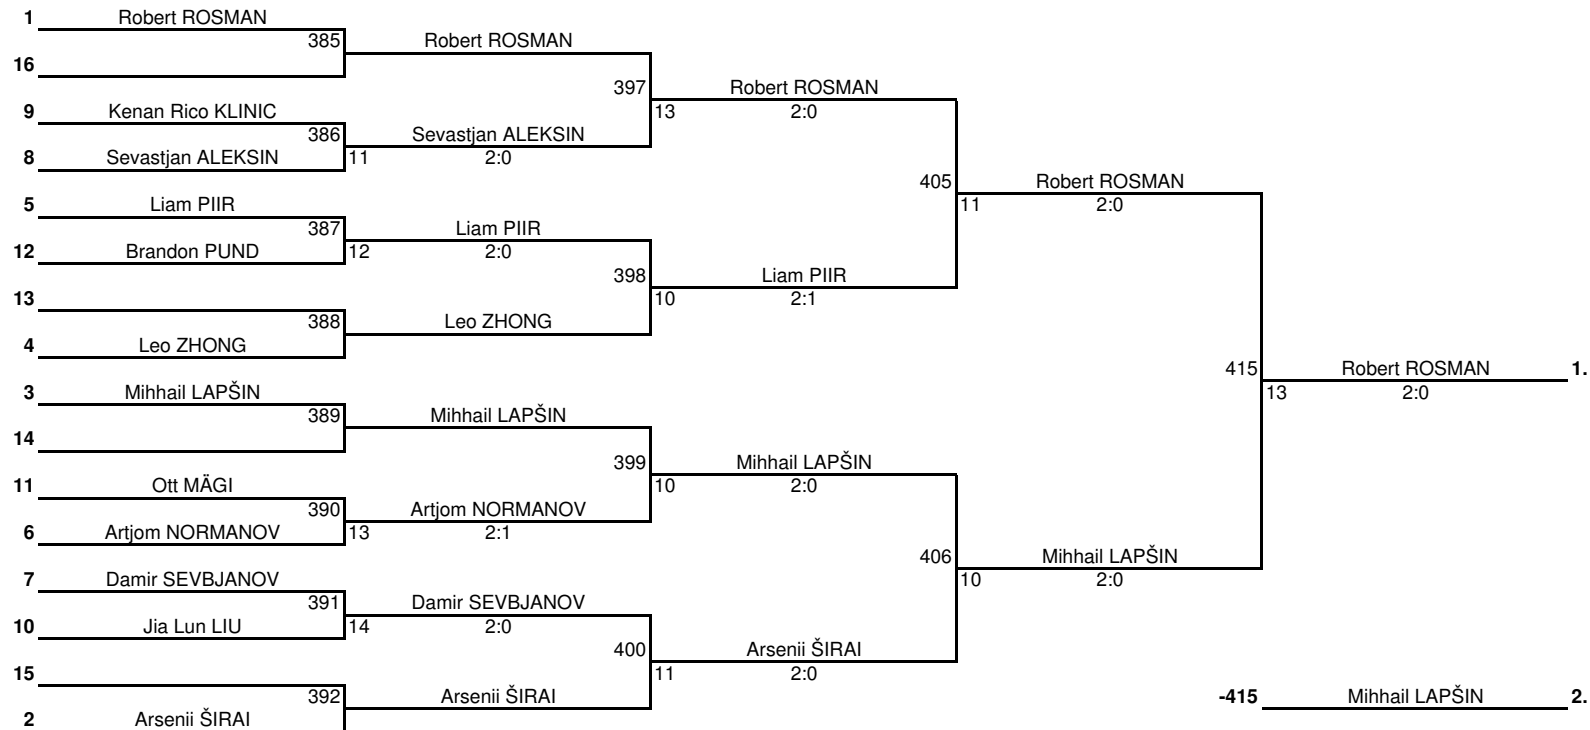 1 Robert ROSMAN
385 Robert ROSMAN
16
397 Robert ROSMAN
9 Kenan Rico KLINIC 13 2:0
386 Sevastjan ALEKSIN
8 Sevastjan ALEKSIN 11 2:0
405 Robert ROSMAN
5 Liam PIIR 11 2:0
387 Liam PIIR
12 Brandon PUND 12 2:0
398 Liam PIIR
13 10 2:1
388 Leo ZHONG
4 Leo ZHONG
415 Robert ROSMAN 1.
3 Mihhail LAPŠIN 13 2:0
389 Mihhail LAPŠIN
14
399 Mihhail LAPŠIN
11 Ott MÄGI 10 2:0
390 Artjom NORMANOV
6 Artjom NORMANOV 13 2:1
406 Mihhail LAPŠIN
7 Damir SEVBJANOV 10 2:0
391 Damir SEVBJANOV
10 Jia Lun LIU 14 2:0
400 Arsenii ŠIRAI
15 11 2:0
392 Arsenii ŠIRAI -415 Mihhail LAPŠIN 2.
2 Arsenii ŠIRAI